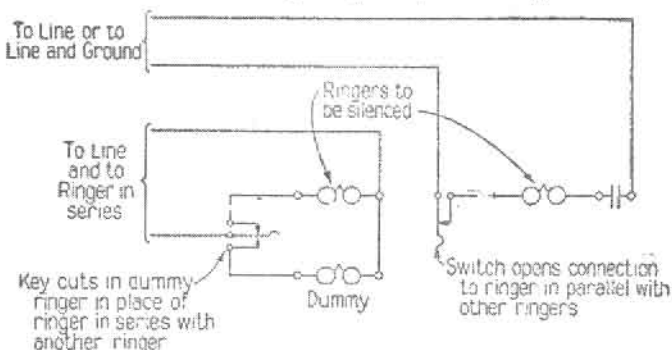 To Line or to
Line and Ground
Ringers to
be silenced
To Line
and to
Ringer in
series
Key cuts in dummy
ringer in place of
ringer in series with
another ringer
Dummy
Switch opens connection
to ringer in parallel with
other ringers